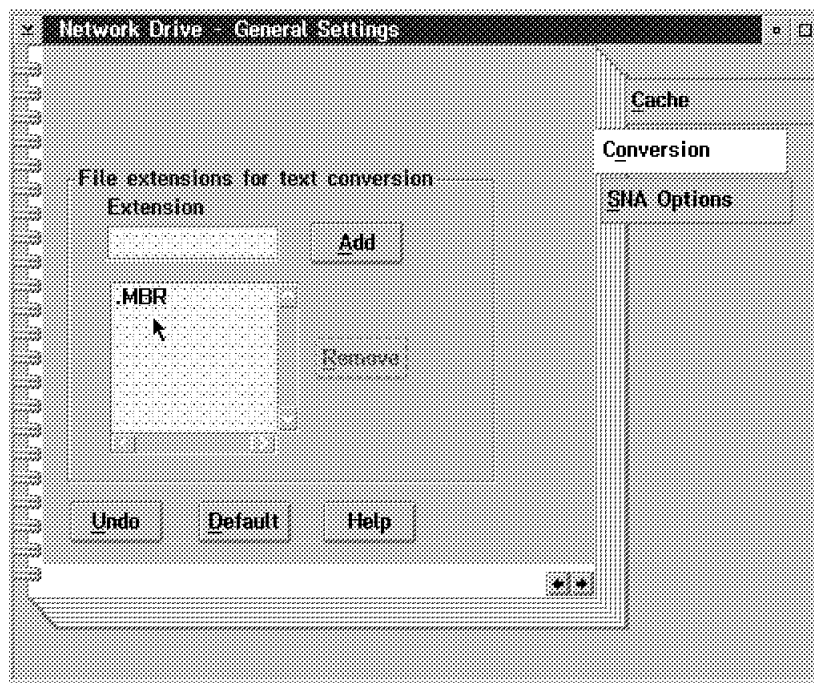 Network Drive - General Settings
Cache
Conversion
SNA Options
File extensions for text conversion
Extension
Add
.MBR
Remove
Undo
Default
Help